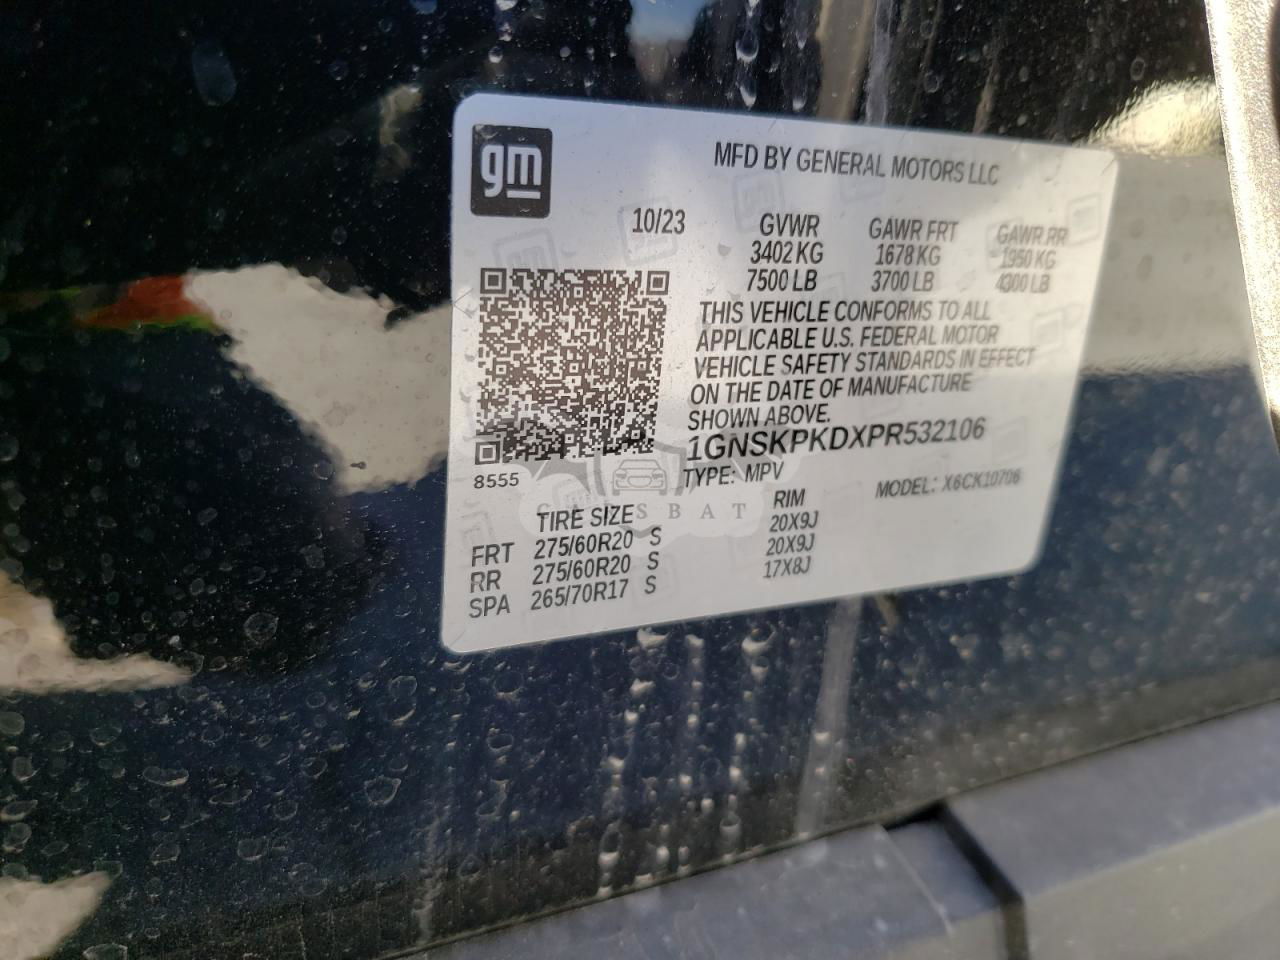 gm
MFD BY GENERAL MOTORS LLC
10/23 GVWR GAWR FRT GAWR RR
3402 KG 1678 KG 1950 KG
7500 LB 3700 LB 4300 LB
THIS VEHICLE CONFORMS TO ALL
APPLICABLE U.S. FEDERAL MOTOR
VEHICLE SAFETY STANDARDS IN EFFECT
ON THE DATE OF MANUFACTURE
SHOWN ABOVE.
1GNSKPKDXPR532106
8555 TYPE: MPV MODEL: X6CK10706
TIRE SIZE RIM
FRT 275/60R20 S 20X9J
RR 275/60R20 S 20X9J
SPA 265/70R17 S 17X8J